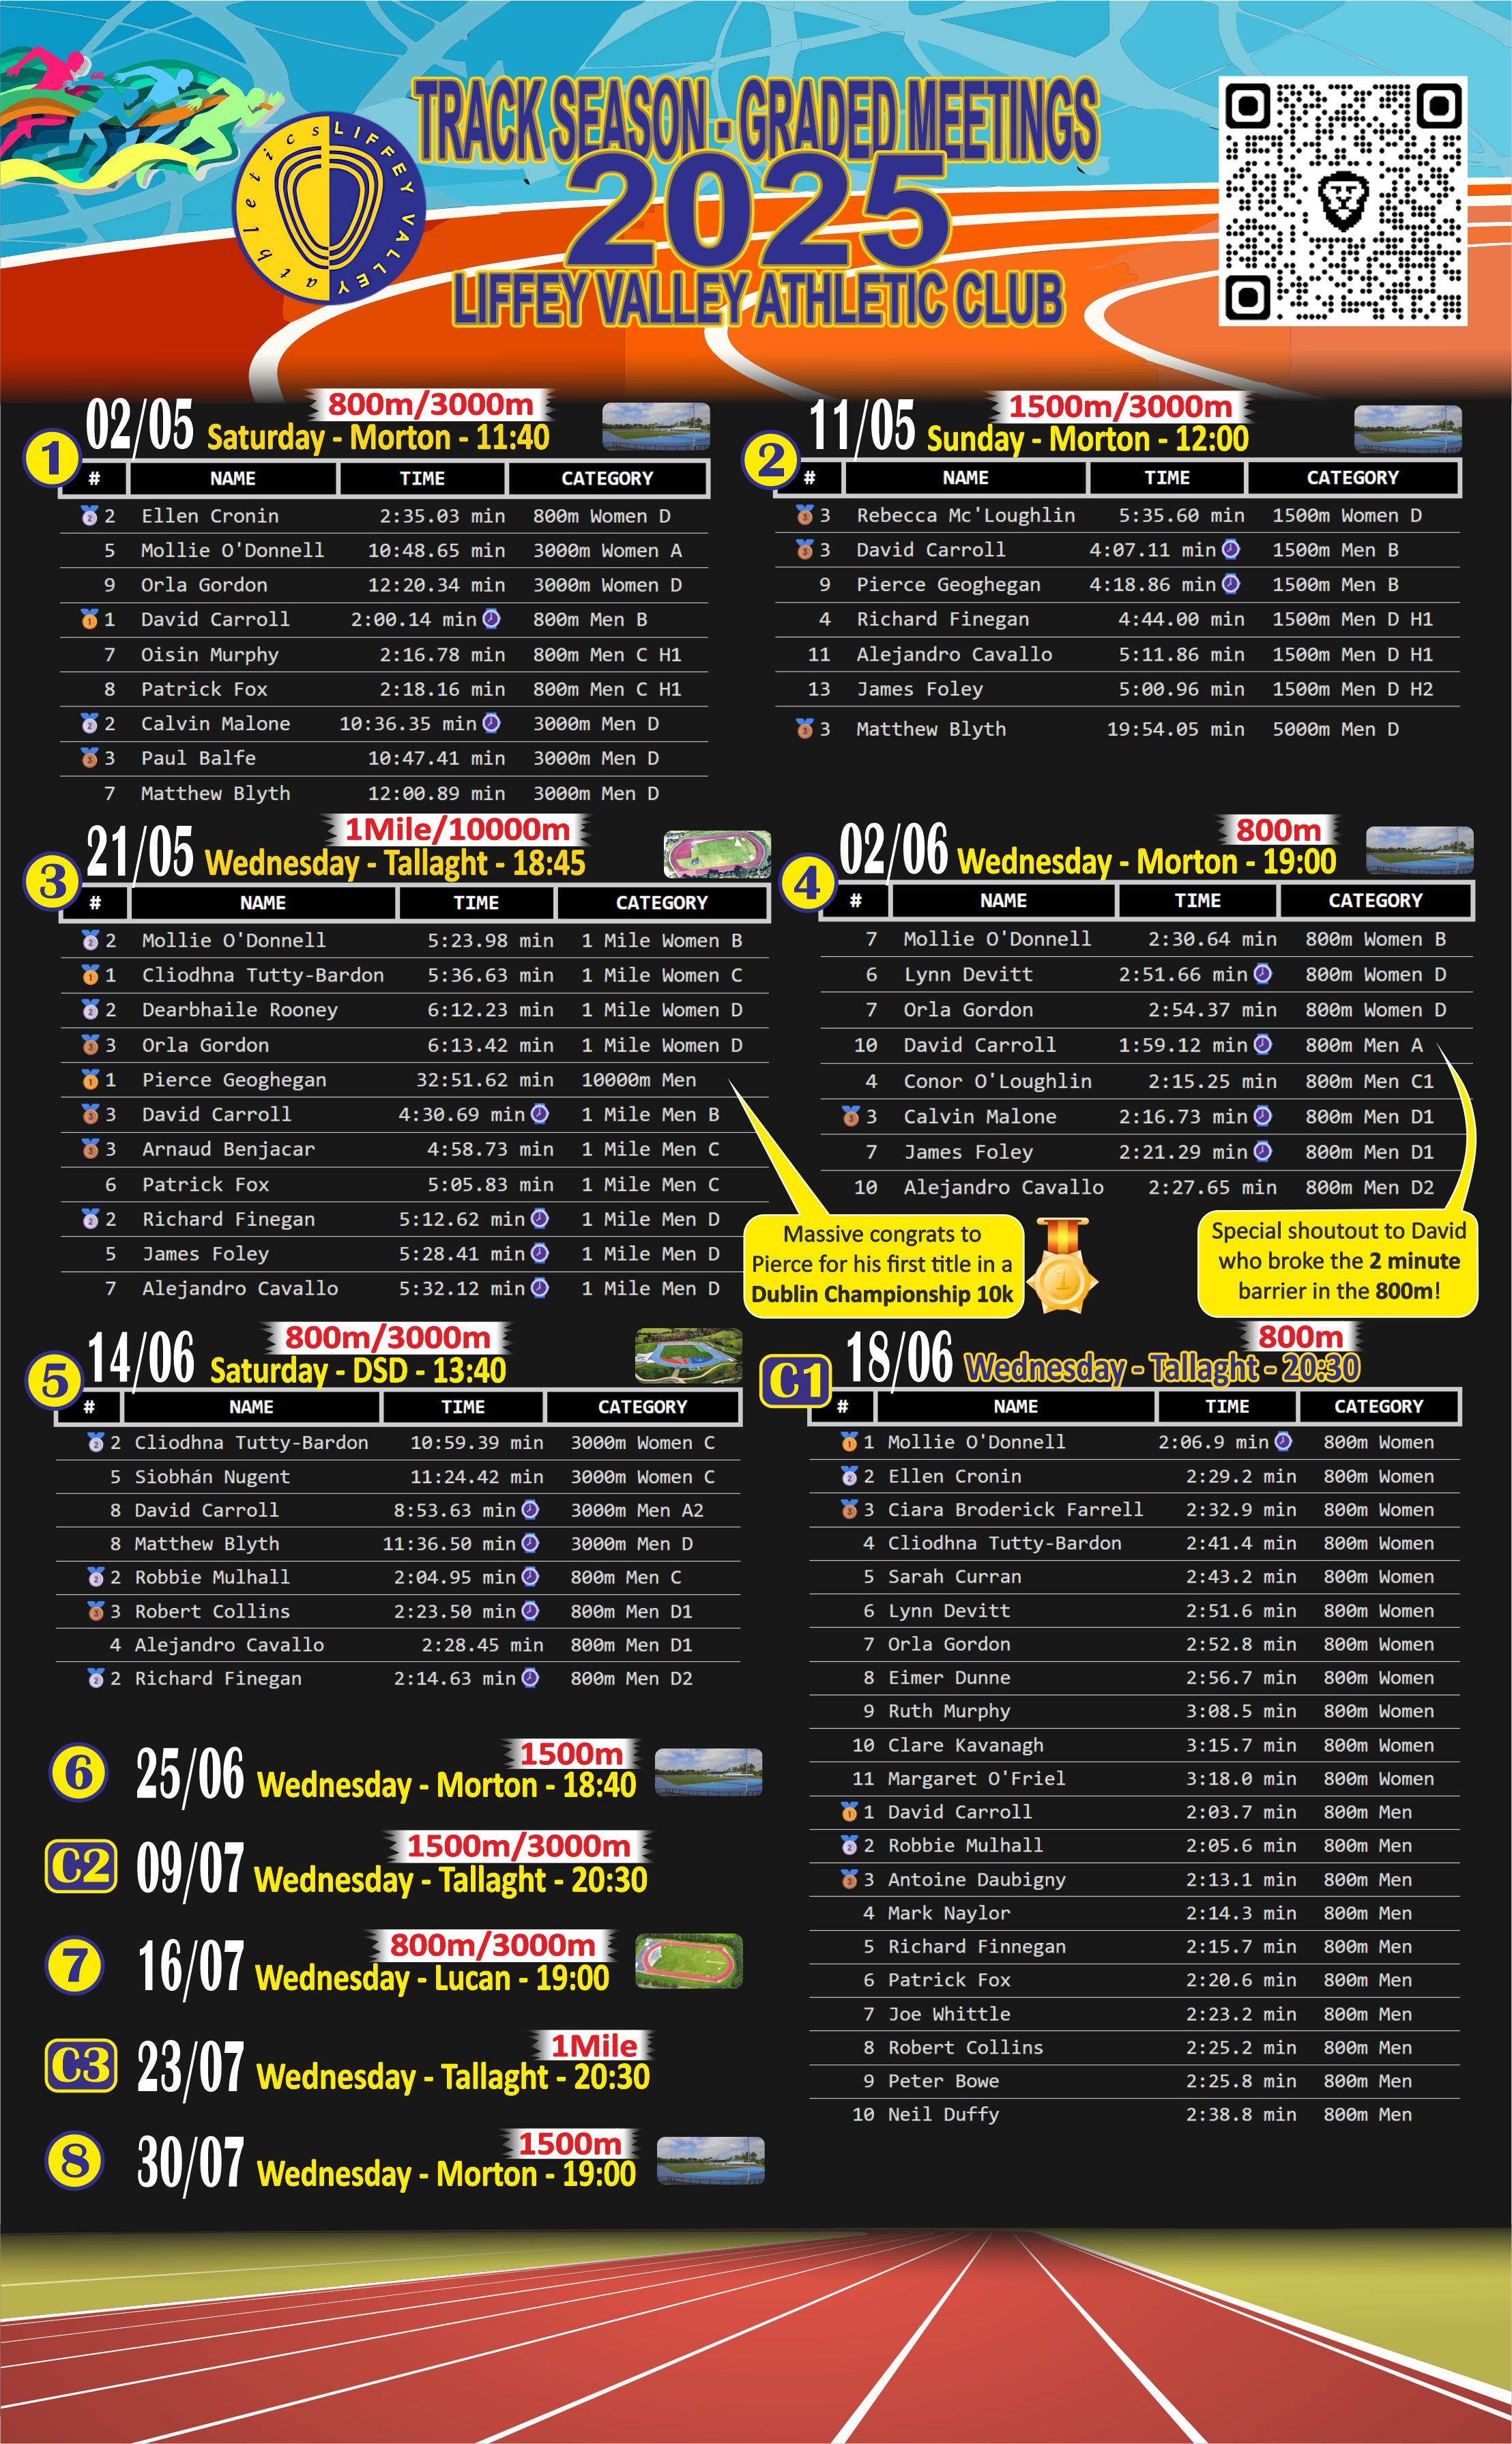 TRACK SEASON - GRADED MEETINGS
2025
LIFFEY VALLEY ATHLETIC CLUB
LIFFEY VALLEY
athletics
1
02/05
800m/3000m
Saturday - Morton - 11:40
# NAME TIME CATEGORY
2 Ellen Cronin 2:35.03 min 800m Women D
5 Mollie O'Donnell 10:48.65 min 3000m Women A
9 Orla Gordon 12:20.34 min 3000m Women D
1 David Carroll 2:00.14 min 800m Men B
7 Oisin Murphy 2:16.78 min 800m Men C H1
8 Patrick Fox 2:18.16 min 800m Men C H1
2 Calvin Malone 10:36.35 min 3000m Men D
3 Paul Balfe 10:47.41 min 3000m Men D
7 Matthew Blyth 12:00.89 min 3000m Men D
2
11/05
1500m/3000m
Sunday - Morton - 12:00
# NAME TIME CATEGORY
3 Rebecca Mc'Loughlin 5:35.60 min 1500m Women D
3 David Carroll 4:07.11 min 1500m Men B
9 Pierce Geoghegan 4:18.86 min 1500m Men B
4 Richard Finegan 4:44.00 min 1500m Men D H1
11 Alejandro Cavallo 5:11.86 min 1500m Men D H1
13 James Foley 5:00.96 min 1500m Men D H2
3 Matthew Blyth 19:54.05 min 5000m Men D
3
21/05
1Mile/10000m
Wednesday - Tallaght - 18:45
# NAME TIME CATEGORY
2 Mollie O'Donnell 5:23.98 min 1 Mile Women B
1 Cliodhna Tutty-Bardon 5:36.63 min 1 Mile Women C
2 Dearbhaile Rooney 6:12.23 min 1 Mile Women D
3 Orla Gordon 6:13.42 min 1 Mile Women D
1 Pierce Geoghegan 32:51.62 min 10000m Men
3 David Carroll 4:30.69 min 1 Mile Men B
3 Arnaud Benjacar 4:58.73 min 1 Mile Men C
6 Patrick Fox 5:05.83 min 1 Mile Men C
2 Richard Finegan 5:12.62 min 1 Mile Men D
5 James Foley 5:28.41 min 1 Mile Men D
7 Alejandro Cavallo 5:32.12 min 1 Mile Men D
Massive congrats to
Pierce for his first title in a
Dublin Championship 10k
1
4
02/06
800m
Wednesday - Morton - 19:00
# NAME TIME CATEGORY
7 Mollie O'Donnell 2:30.64 min 800m Women B
6 Lynn Devitt 2:51.66 min 800m Women D
7 Orla Gordon 2:54.37 min 800m Women D
10 David Carroll 1:59.12 min 800m Men A
4 Conor O'Loughlin 2:15.25 min 800m Men C1
3 Calvin Malone 2:16.73 min 800m Men D1
7 James Foley 2:21.29 min 800m Men D1
10 Alejandro Cavallo 2:27.65 min 800m Men D2
Special shoutout to David
who broke the 2 minute
barrier in the 800m!
5
14/06
800m/3000m
Saturday - DSD - 13:40
# NAME TIME CATEGORY
2 Cliodhna Tutty-Bardon 10:59.39 min 3000m Women C
5 Siobhán Nugent 11:24.42 min 3000m Women C
8 David Carroll 8:53.63 min 3000m Men A2
8 Matthew Blyth 11:36.50 min 3000m Men D
2 Robbie Mulhall 2:04.95 min 800m Men C
3 Robert Collins 2:23.50 min 800m Men D1
4 Alejandro Cavallo 2:28.45 min 800m Men D1
2 Richard Finegan 2:14.63 min 800m Men D2
C1
18/06
800m
Wednesday - Tallaght - 20:30
# NAME TIME CATEGORY
1 Mollie O'Donnell 2:06.9 min 800m Women
2 Ellen Cronin 2:29.2 min 800m Women
3 Ciara Broderick Farrell 2:32.9 min 800m Women
4 Cliodhna Tutty-Bardon 2:41.4 min 800m Women
5 Sarah Curran 2:43.2 min 800m Women
6 Lynn Devitt 2:51.6 min 800m Women
7 Orla Gordon 2:52.8 min 800m Women
8 Eimer Dunne 2:56.7 min 800m Women
9 Ruth Murphy 3:08.5 min 800m Women
10 Clare Kavanagh 3:15.7 min 800m Women
11 Margaret O'Friel 3:18.0 min 800m Women
1 David Carroll 2:03.7 min 800m Men
2 Robbie Mulhall 2:05.6 min 800m Men
3 Antoine Daubigny 2:13.1 min 800m Men
4 Mark Naylor 2:14.3 min 800m Men
5 Richard Finnegan 2:15.7 min 800m Men
6 Patrick Fox 2:20.6 min 800m Men
7 Joe Whittle 2:23.2 min 800m Men
8 Robert Collins 2:25.2 min 800m Men
9 Peter Bowe 2:25.8 min 800m Men
10 Neil Duffy 2:38.8 min 800m Men
6
25/06
1500m
Wednesday - Morton - 18:40
C2
09/07
1500m/3000m
Wednesday - Tallaght - 20:30
7
16/07
800m/3000m
Wednesday - Lucan - 19:00
C3
23/07
1Mile
Wednesday - Tallaght - 20:30
8
30/07
1500m
Wednesday - Morton - 19:00